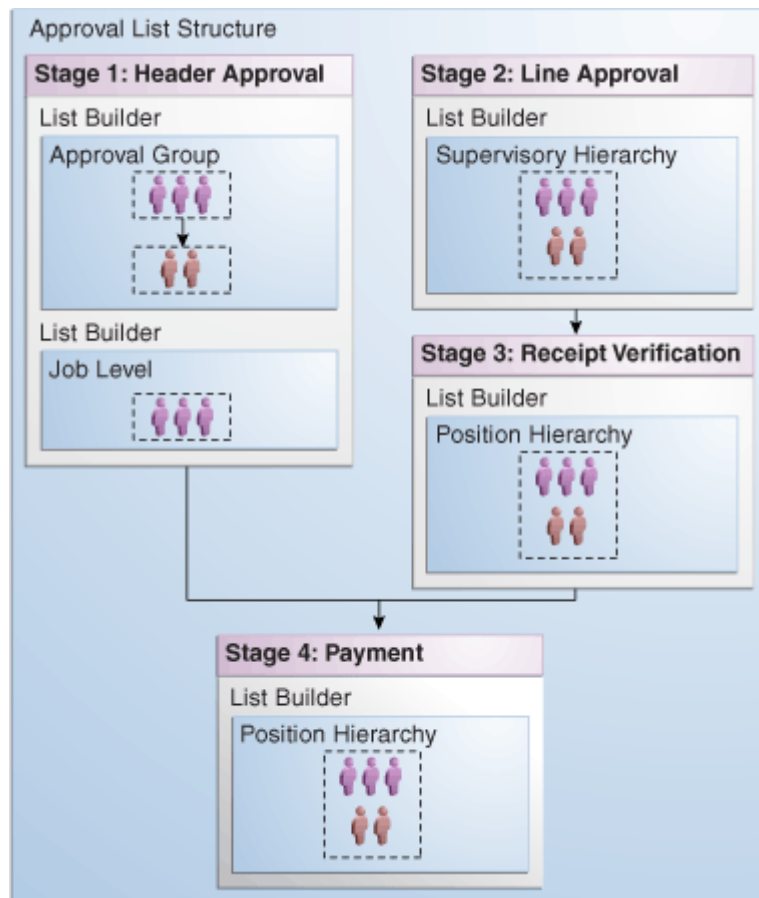 Approval List Structure
Stage 1: Header Approval
List Builder
Approval Group
List Builder
Job Level
Stage 2: Line Approval
List Builder
Supervisory Hierarchy
Stage 3: Receipt Verification
List Builder
Position Hierarchy
Stage 4: Payment
List Builder
Position Hierarchy